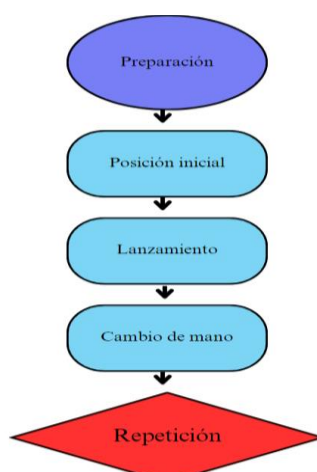 Preparación
Posición inicial
Lanzamiento
Cambio de mano
Repetición